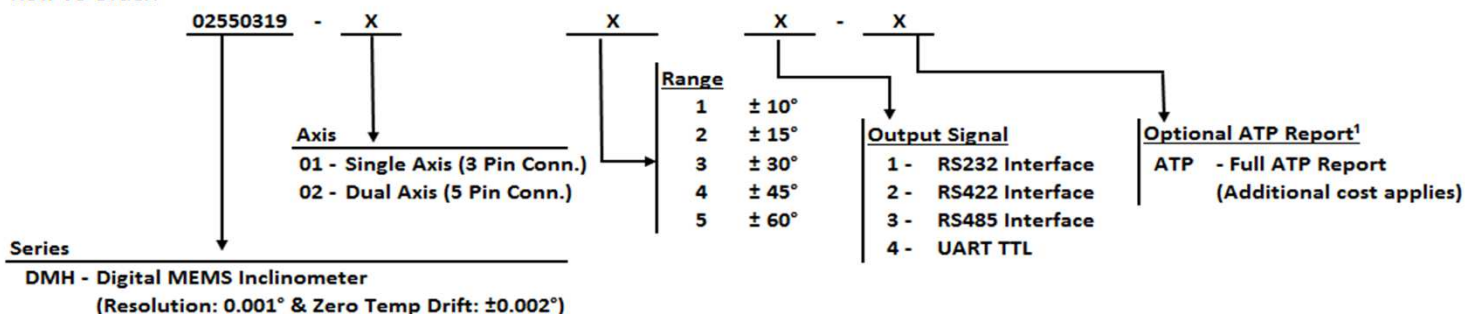 02550319 - X X X - X
Range
1 ± 10°
2 ± 15°
3 ± 30°
4 ± 45°
5 ± 60°
Axis
01 - Single Axis (3 Pin Conn.)
02 - Dual Axis (5 Pin Conn.)
Output Signal
1 - RS232 Interface
2 - RS422 Interface
3 - RS485 Interface
4 - UART TTL
Optional ATP Report¹
ATP - Full ATP Report
(Additional cost applies)
Series
DMH - Digital MEMS Inclinometer
(Resolution: 0.001° & Zero Temp Drift: ±0.002°)